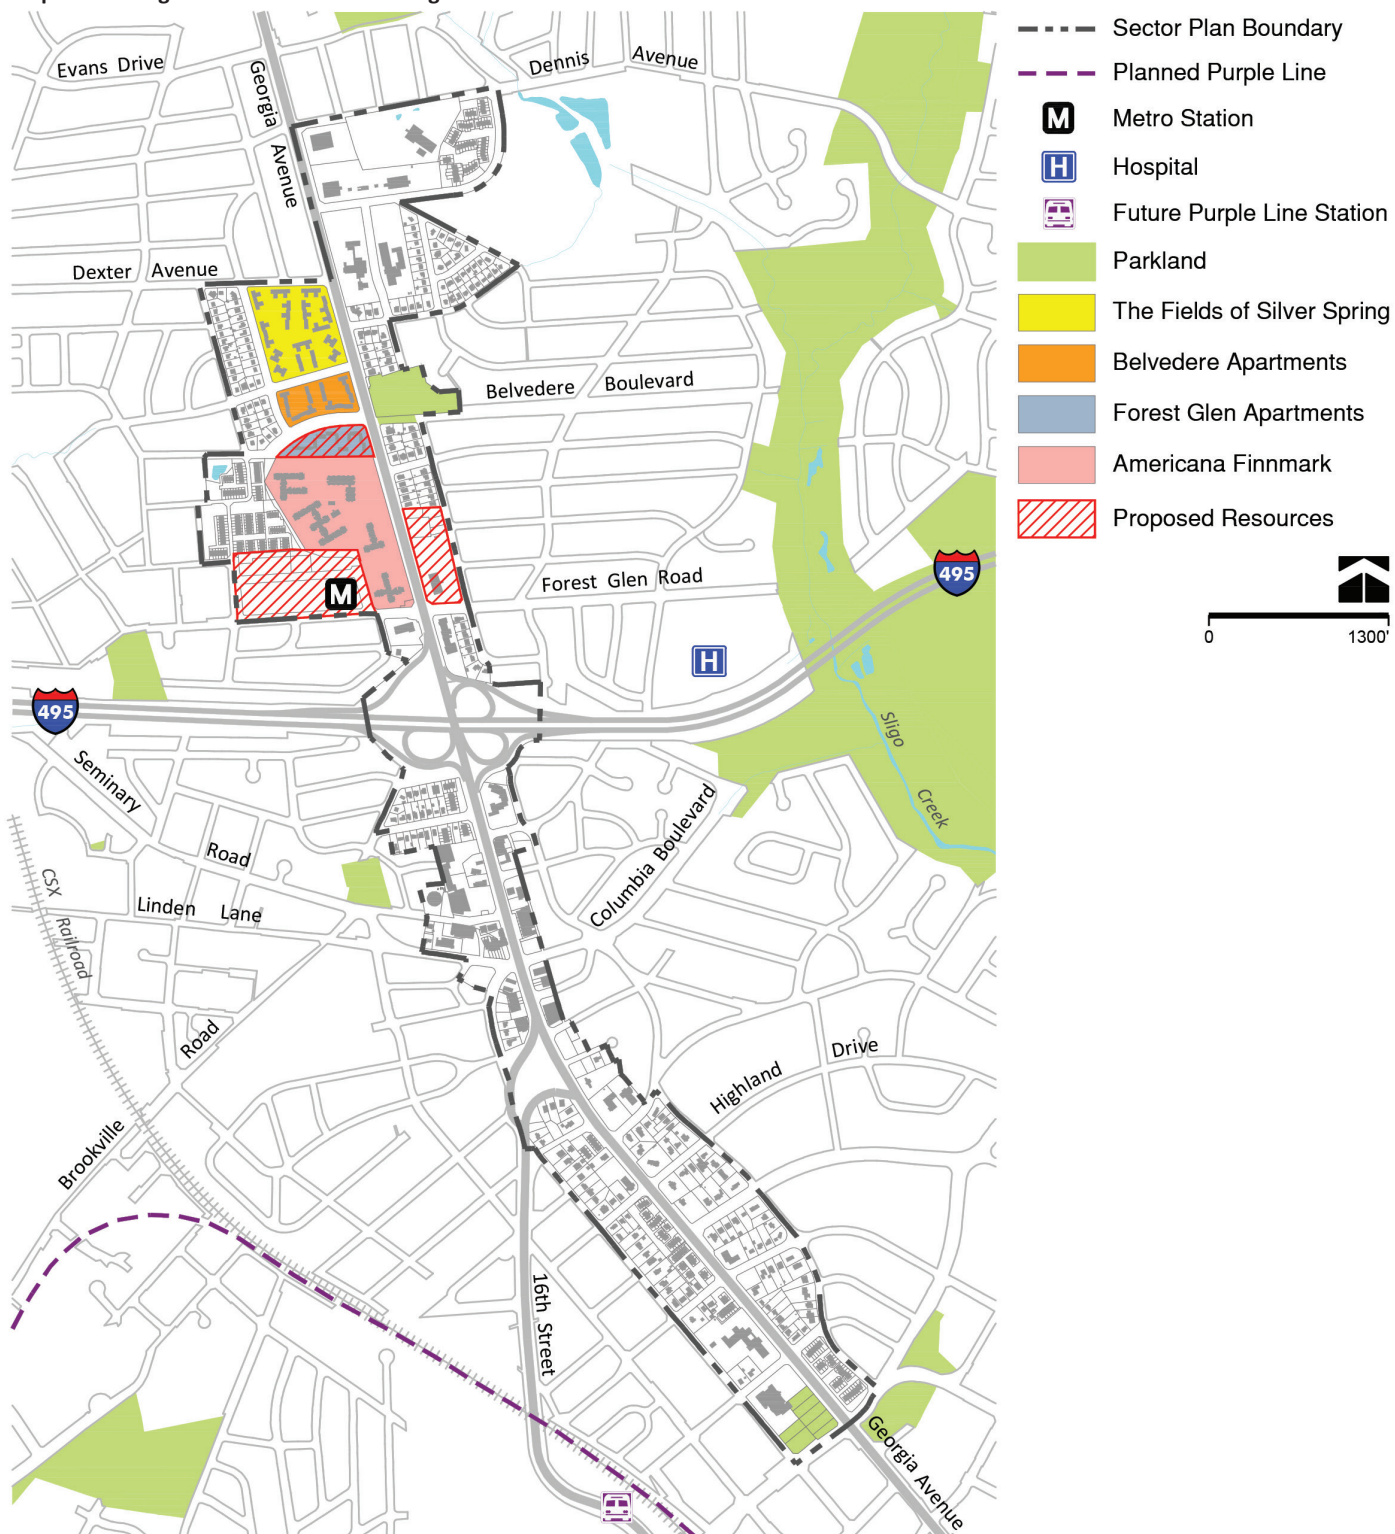 Evans Drive
Georgia
Avenue
Dennis Avenue
Dexter Avenue
Belvedere Boulevard
M
Forest Glen Road
495
H
495
Seminary
Road
Sligo
Creek
Columbia Boulevard
CSX Railroad
Linden Lane
Road
Brookville
Highland Drive
16th Street
Georgia Avenue
Sector Plan Boundary
Planned Purple Line
M Metro Station
H Hospital
Future Purple Line Station
Parkland
The Fields of Silver Spring
Belvedere Apartments
Forest Glen Apartments
Americana Finnmark
Proposed Resources
0 1300'